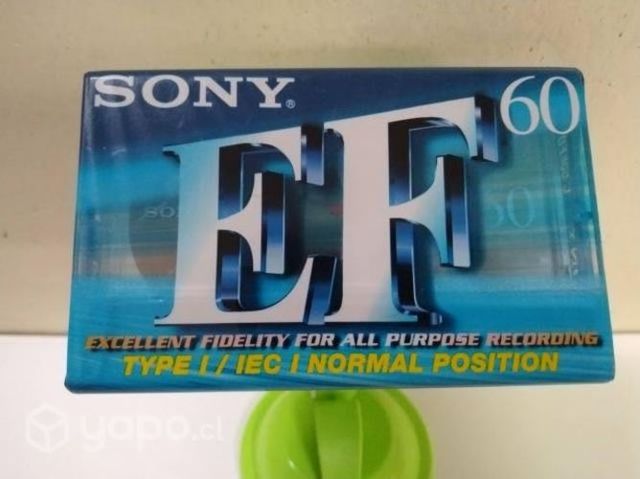 SONY®
60
EF
EXCELLENT FIDELITY FOR ALL PURPOSE RECORDING
TYPE I / IEC I NORMAL POSITION
yapo.cl